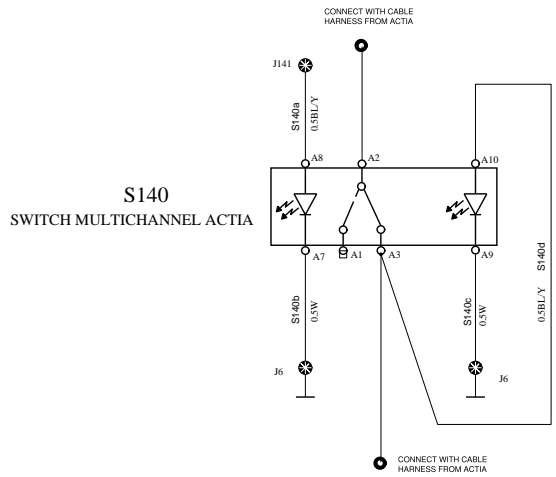 CONNECT WITH CABLE
HARNESS FROM ACTIA
J141
S140a
0.5BL/Y
A8
A2
A10
S140
SWITCH MULTICHANNEL ACTIA
A7
A1
A3
A9
S140b
0.5W
S140c
0.5W
S140d
0.5BL/Y
J6
J6
CONNECT WITH CABLE
HARNESS FROM ACTIA